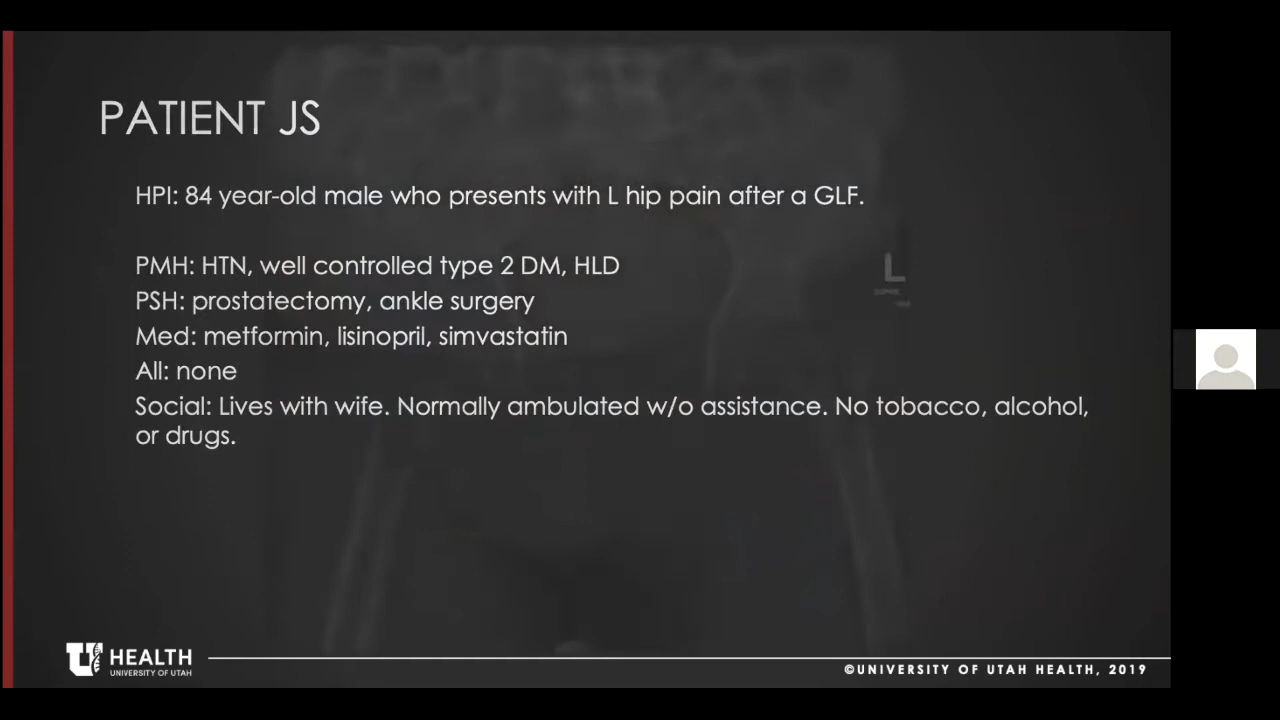 PATIENT JS
HPI: 84 year-old male who presents with L hip pain after a GLF.
PMH: HTN, well controlled type 2 DM, HLD
PSH: prostatectomy, ankle surgery
Med: metformin, lisinopril, simvastatin
All: none
Social: Lives with wife. Normally ambulated w/o assistance. No tobacco, alcohol,
or drugs.
L
U HEALTH
UNIVERSITY OF UTAH
©UNIVERSITY OF UTAH HEALTH, 2019